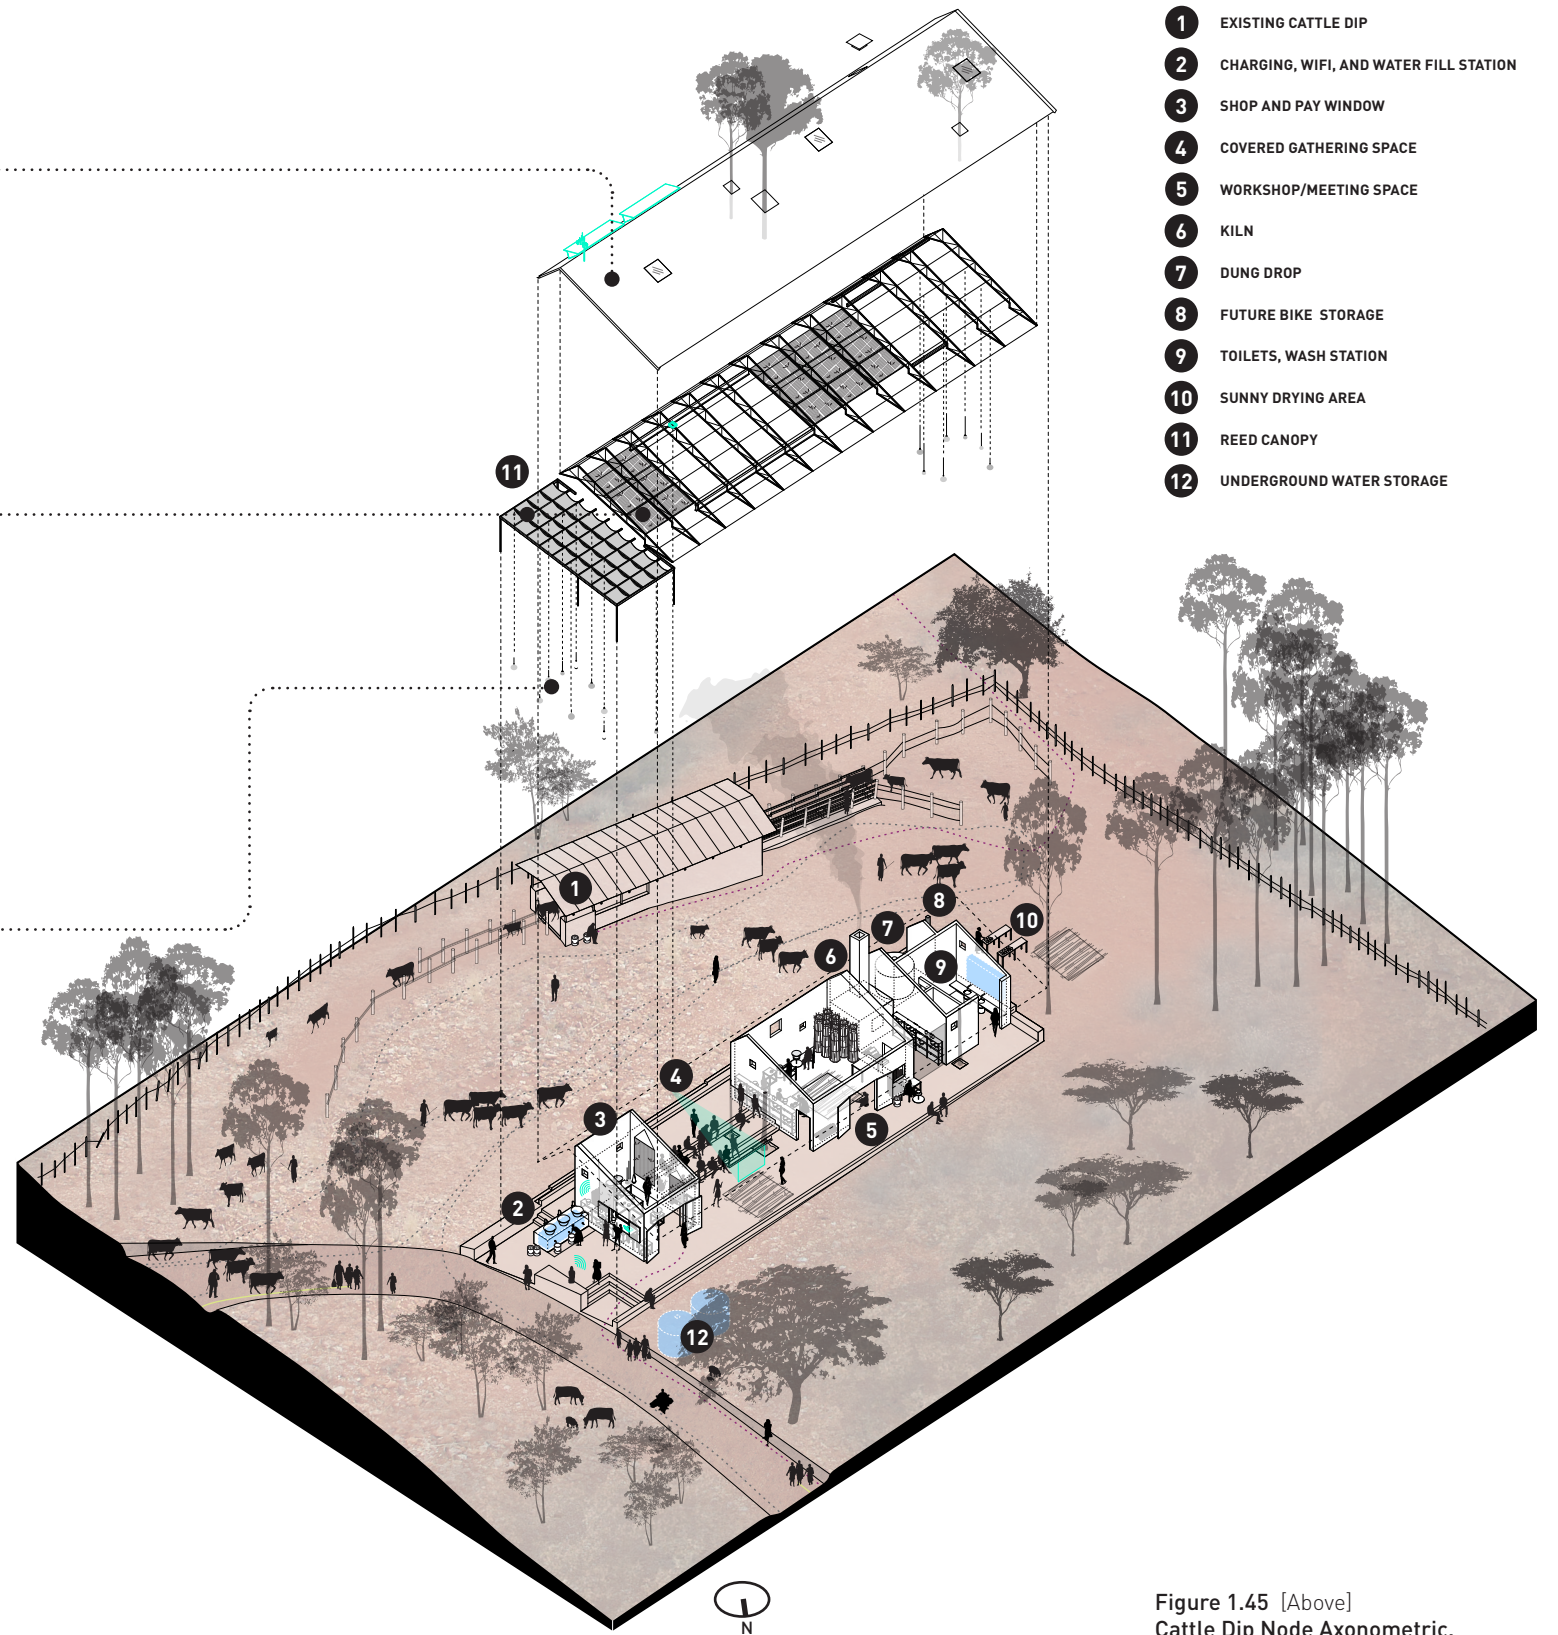 1 EXISTING CATTLE DIP
2 CHARGING, WIFI, AND WATER FILL STATION
3 SHOP AND PAY WINDOW
4 COVERED GATHERING SPACE
5 WORKSHOP/MEETING SPACE
6 KILN
7 DUNG DROP
8 FUTURE BIKE STORAGE
9 TOILETS, WASH STATION
10 SUNNY DRYING AREA
11 REED CANOPY
12 UNDERGROUND WATER STORAGE
11
1
8
10
7
6
9
4
3
5
2
12
N
Figure 1.45 [Above]
Cattle Dip Node Axonometric.